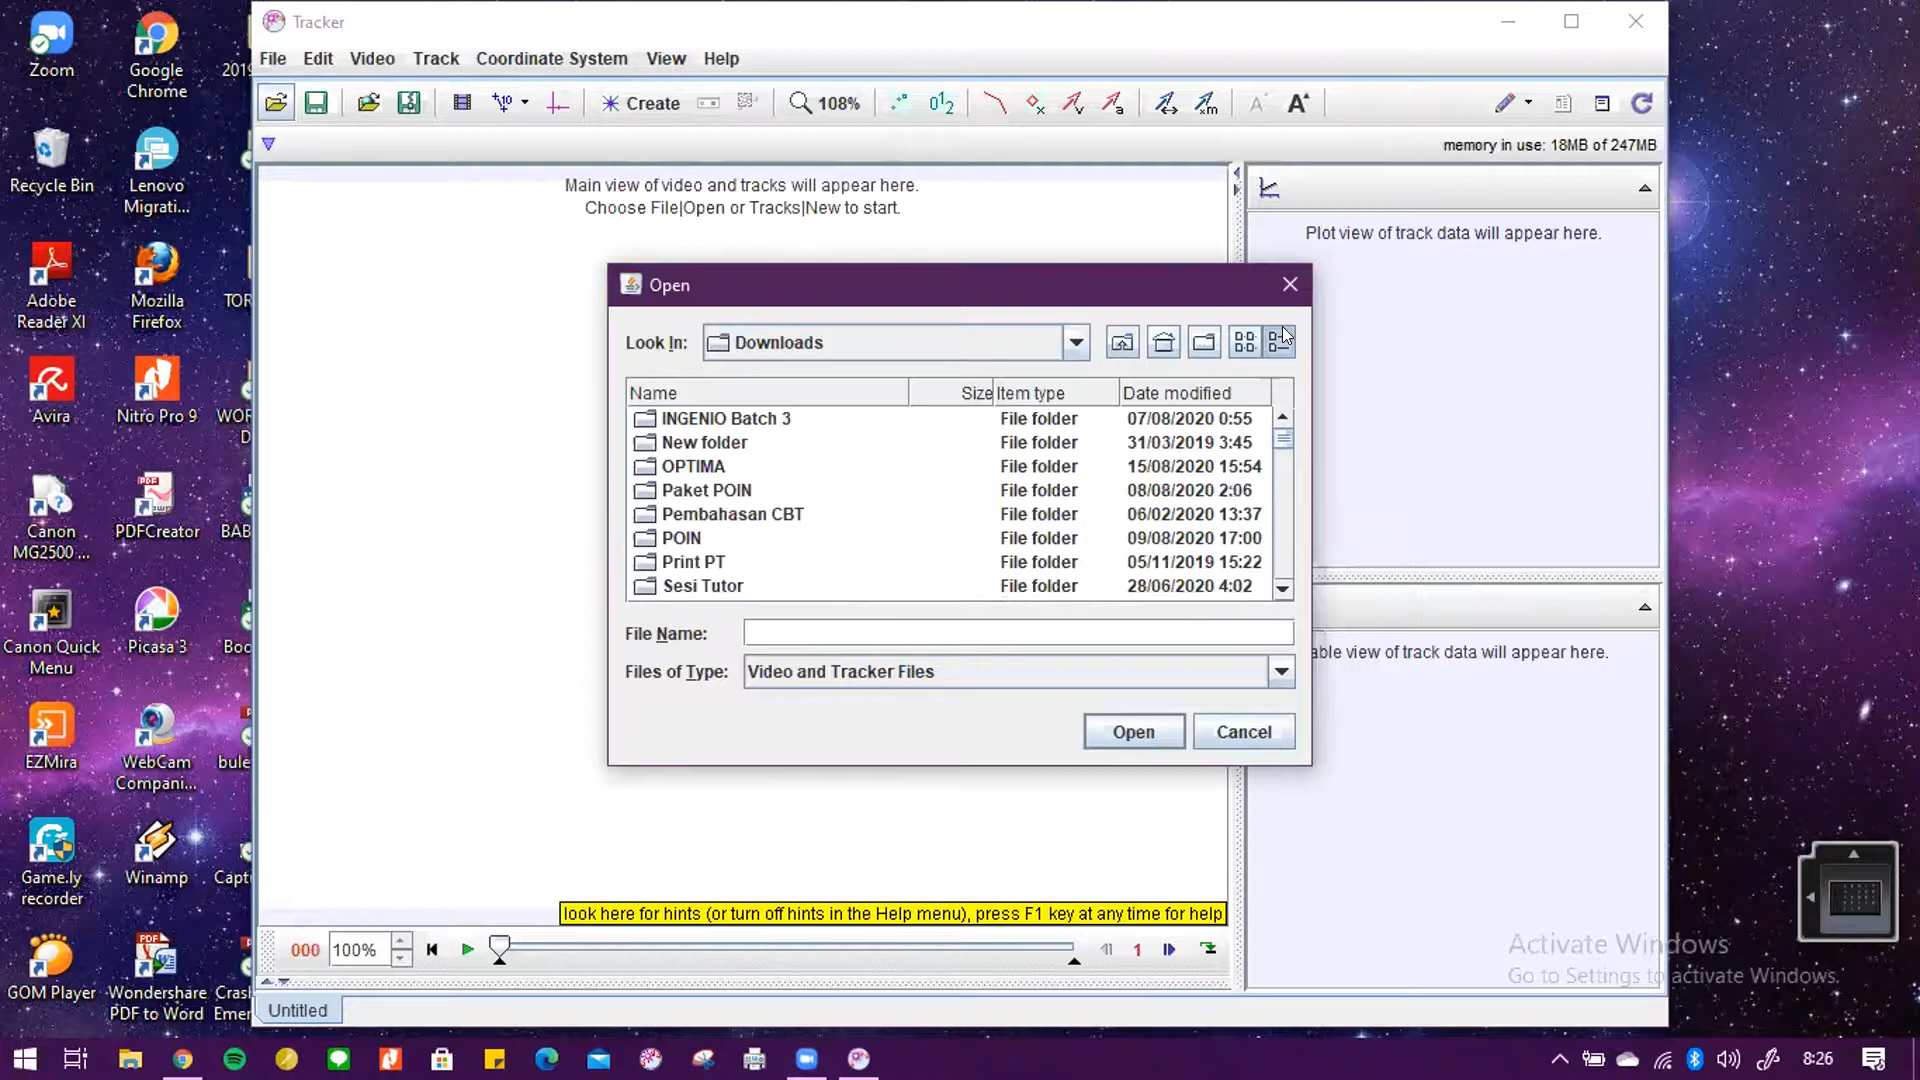 Zoom
Google
Chrome
2019
Recycle Bin
Lenovo
Migrati...
Adobe
Reader XI
Mozilla
Firefox
TOR
Avira
Nitro Pro 9
WOR
D
Canon
MG2500 ...
PDFCreator
BAB
Canon Quick
Menu
Picasa 3
Boo
EZMira
WebCam
Compani...
bule
Game.ly
recorder
Winamp
Capt
GOM Player
Wondershare
PDF to Word
Crash
Emer
Tracker
File Edit Video Track Coordinate System View Help
Create 108%
memory in use: 18MB of 247MB
Main view of video and tracks will appear here.
Choose File|Open or Tracks|New to start.
Plot view of track data will appear here.
Open
Look In: Downloads
Name Size Item type Date modified
INGENIO Batch 3 File folder 07/08/2020 0:55
New folder File folder 31/03/2019 3:45
OPTIMA File folder 15/08/2020 15:54
Paket POIN File folder 08/08/2020 2:06
Pembahasan CBT File folder 06/02/2020 13:37
POIN File folder 09/08/2020 17:00
Print PT File folder 05/11/2019 15:22
Sesi Tutor File folder 28/06/2020 4:02
File Name:
Files of Type: Video and Tracker Files
Open Cancel
able view of track data will appear here.
look here for hints (or turn off hints in the Help menu), press F1 key at any time for help
000 100% 1
Untitled
Activate Windows
Go to Settings to activate Windows.
8:26